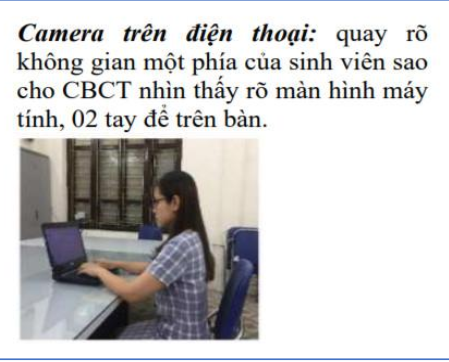 Camera trên điện thoại: quay rõ
không gian một phía của sinh viên sao
cho CBCT nhìn thấy rõ màn hình máy
tính, 02 tay để trên bàn.